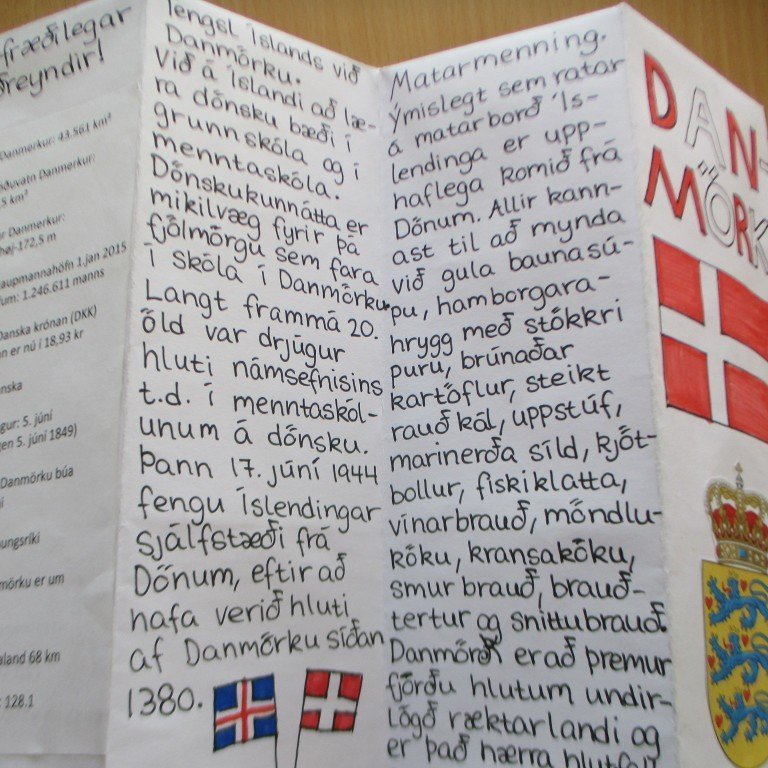 fræðilegar
reyndir!
Danmerkur: 43.561 km²
Danmerkur:
5 km²
Danmerkur:
høj-172,5 m
aupmannahöfn 1.jan 2015
um: 1.246.611 manns
Danska krónan (DKK)
n er nú í 18,93 kr
nska
gur: 5. júní
en 5. júní 1849)
Danmörku búa
ungsríki
mörku er um
aland 68 km
: 128.1
Tengsl Íslands við
Danmörku.
Við á Íslandi að læ-
ra dönsku bæði í
grunnskóla og í
menntaskóla.
Dönskukunnátta er
mikilvæg fyrir þá
fjölmörgu sem fara
í skóla í Danmörku.
Langt frammá 20.
öld var drjúgur
hluti námsefnisins
t.d. í menntaskól-
unum á dönsku.
Þann 17. júní 1944
fengu Íslendingar
sjálfstæði frá
Dönum, eftir að
hafa verið hluti
af Danmörku síðan
1380.
Matarmenning.
Ýmislegt sem ratar
á matarborð Ís-
lendinga er upp-
haflega komið frá
Dönum. Allir kann-
ast til að mynda
við gula baunasú-
pu, hamborgara-
hrygg með stökkri
puru, brúnaðar
kartöflur, steikt
rauð kál, uppstúf,
marinerða síld, kjöt-
bollur, fiskiklatta,
vínarbrauð, möndlu-
köku, kransaköku,
smurbrauð, brauð-
tertur og snittubrauð.
Danmörk er að þremur
fjórðu hlutum undir-
lögð ræktarlandi og
er það hærra hlutfall
DAN-
MÖRK